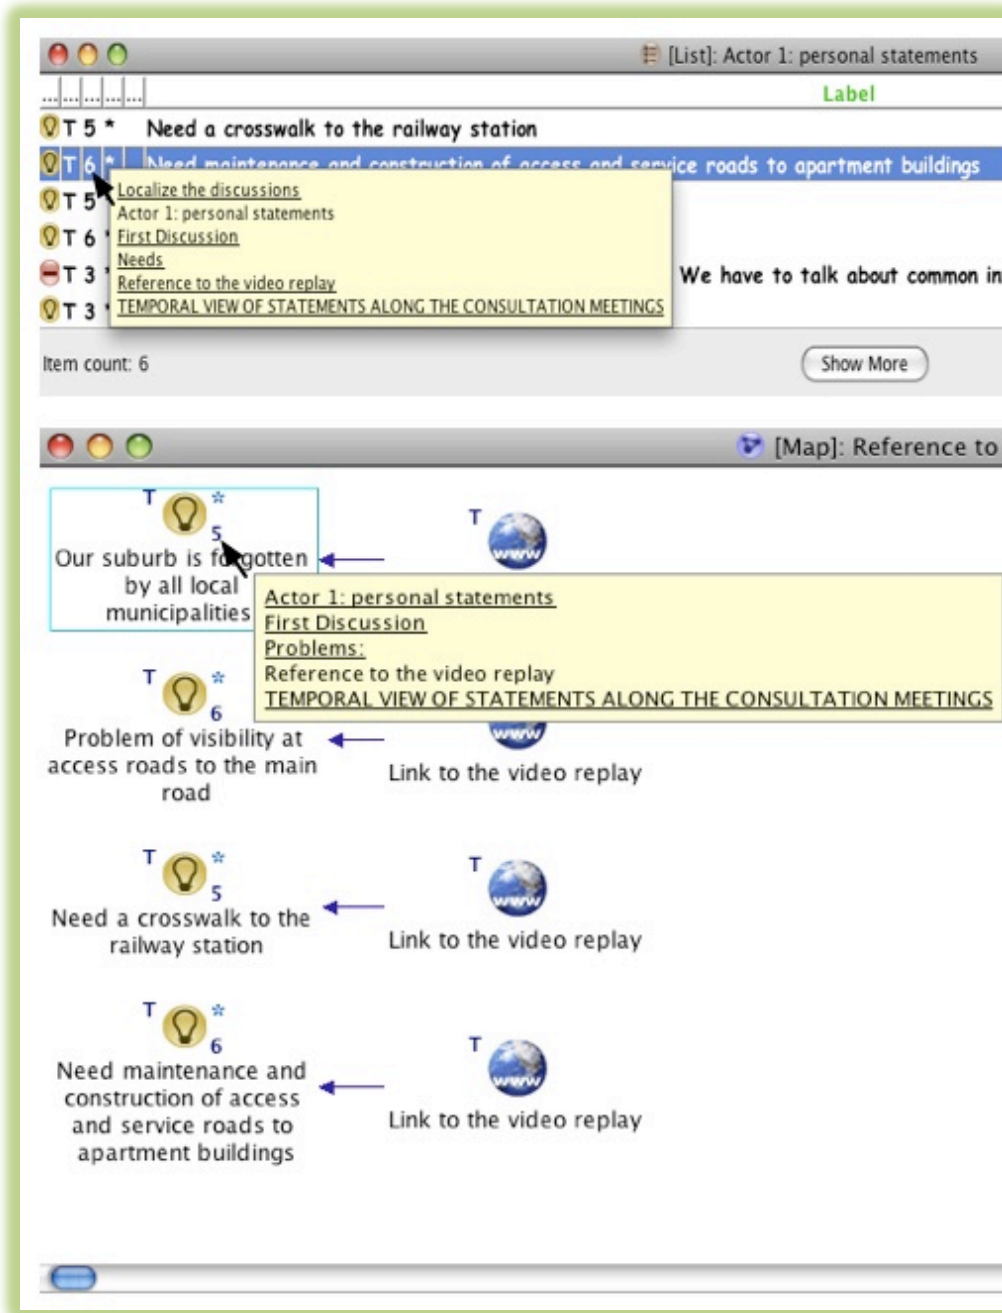 [List]: Actor 1: personal statements
... ... ... ... ... Label
T 5 * Need a crosswalk to the railway station
T 6 * Need maintenance and construction of access and service roads to apartment buildings
T 5
T 6 *
T 3 * We have to talk about common in
T 3 *
Localize the discussions
Actor 1: personal statements
First Discussion
Needs
Reference to the video replay
TEMPORAL VIEW OF STATEMENTS ALONG THE CONSULTATION MEETINGS
Item count: 6 Show More
[Map]: Reference to
T * 5
Our suburb is forgotten
by all local
municipalities
T
www
Actor 1: personal statements
First Discussion
Problems:
Reference to the video replay
TEMPORAL VIEW OF STATEMENTS ALONG THE CONSULTATION MEETINGS
T * 6
Problem of visibility at
access roads to the main
road
www
Link to the video replay
T * 5
Need a crosswalk to the
railway station
T
www
Link to the video replay
T * 6
Need maintenance and
construction of access
and service roads to
apartment buildings
T
www
Link to the video replay